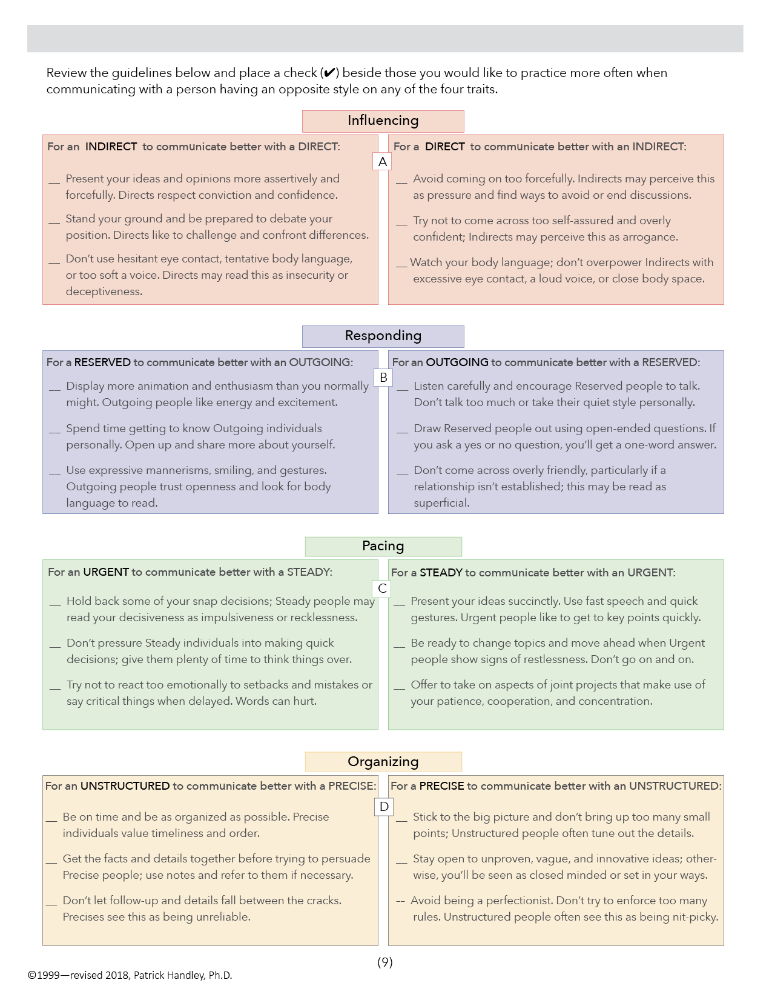 Review the guidelines below and place a check (✔) beside those you would like to practice more often when
communicating with a person having an opposite style on any of the four traits.
Influencing
For an INDIRECT to communicate better with a DIRECT:
__ Present your ideas and opinions more assertively and
forcefully. Directs respect conviction and confidence.
__ Stand your ground and be prepared to debate your
position. Directs like to challenge and confront differences.
__ Don’t use hesitant eye contact, tentative body language,
or too soft a voice. Directs may read this as insecurity or
deceptiveness.
A
For a DIRECT to communicate better with an INDIRECT:
__ Avoid coming on too forcefully. Indirects may perceive this
as pressure and find ways to avoid or end discussions.
__ Try not to come across too self-assured and overly
confident; Indirects may perceive this as arrogance.
__ Watch your body language; don’t overpower Indirects with
excessive eye contact, a loud voice, or close body space.
Responding
For a RESERVED to communicate better with an OUTGOING:
__ Display more animation and enthusiasm than you normally
might. Outgoing people like energy and excitement.
__ Spend time getting to know Outgoing individuals
personally. Open up and share more about yourself.
__ Use expressive mannerisms, smiling, and gestures.
Outgoing people trust openness and look for body
language to read.
B
For an OUTGOING to communicate better with a RESERVED:
__ Listen carefully and encourage Reserved people to talk.
Don’t talk too much or take their quiet style personally.
__ Draw Reserved people out using open-ended questions. If
you ask a yes or no question, you’ll get a one-word answer.
__ Don’t come across overly friendly, particularly if a
relationship isn’t established; this may be read as
superficial.
Pacing
For an URGENT to communicate better with a STEADY:
__ Hold back some of your snap decisions; Steady people may
read your decisiveness as impulsiveness or recklessness.
__ Don’t pressure Steady individuals into making quick
decisions; give them plenty of time to think things over.
__ Try not to react too emotionally to setbacks and mistakes or
say critical things when delayed. Words can hurt.
C
For a STEADY to communicate better with an URGENT:
__ Present your ideas succinctly. Use fast speech and quick
gestures. Urgent people like to get to key points quickly.
__ Be ready to change topics and move ahead when Urgent
people show signs of restlessness. Don’t go on and on.
__ Offer to take on aspects of joint projects that make use of
your patience, cooperation, and concentration.
Organizing
For an UNSTRUCTURED to communicate better with a PRECISE:
__ Be on time and be as organized as possible. Precise
individuals value timeliness and order.
__ Get the facts and details together before trying to persuade
Precise people; use notes and refer to them if necessary.
__ Don’t let follow-up and details fall between the cracks.
Precises see this as being unreliable.
D
For a PRECISE to communicate better with an UNSTRUCTURED:
__ Stick to the big picture and don’t bring up too many small
points; Unstructured people often tune out the details.
__ Stay open to unproven, vague, and innovative ideas; other-
wise, you’ll be seen as closed minded or set in your ways.
-- Avoid being a perfectionist. Don’t try to enforce too many
rules. Unstructured people often see this as being nit-picky.
(9)
©1999—revised 2018, Patrick Handley, Ph.D.